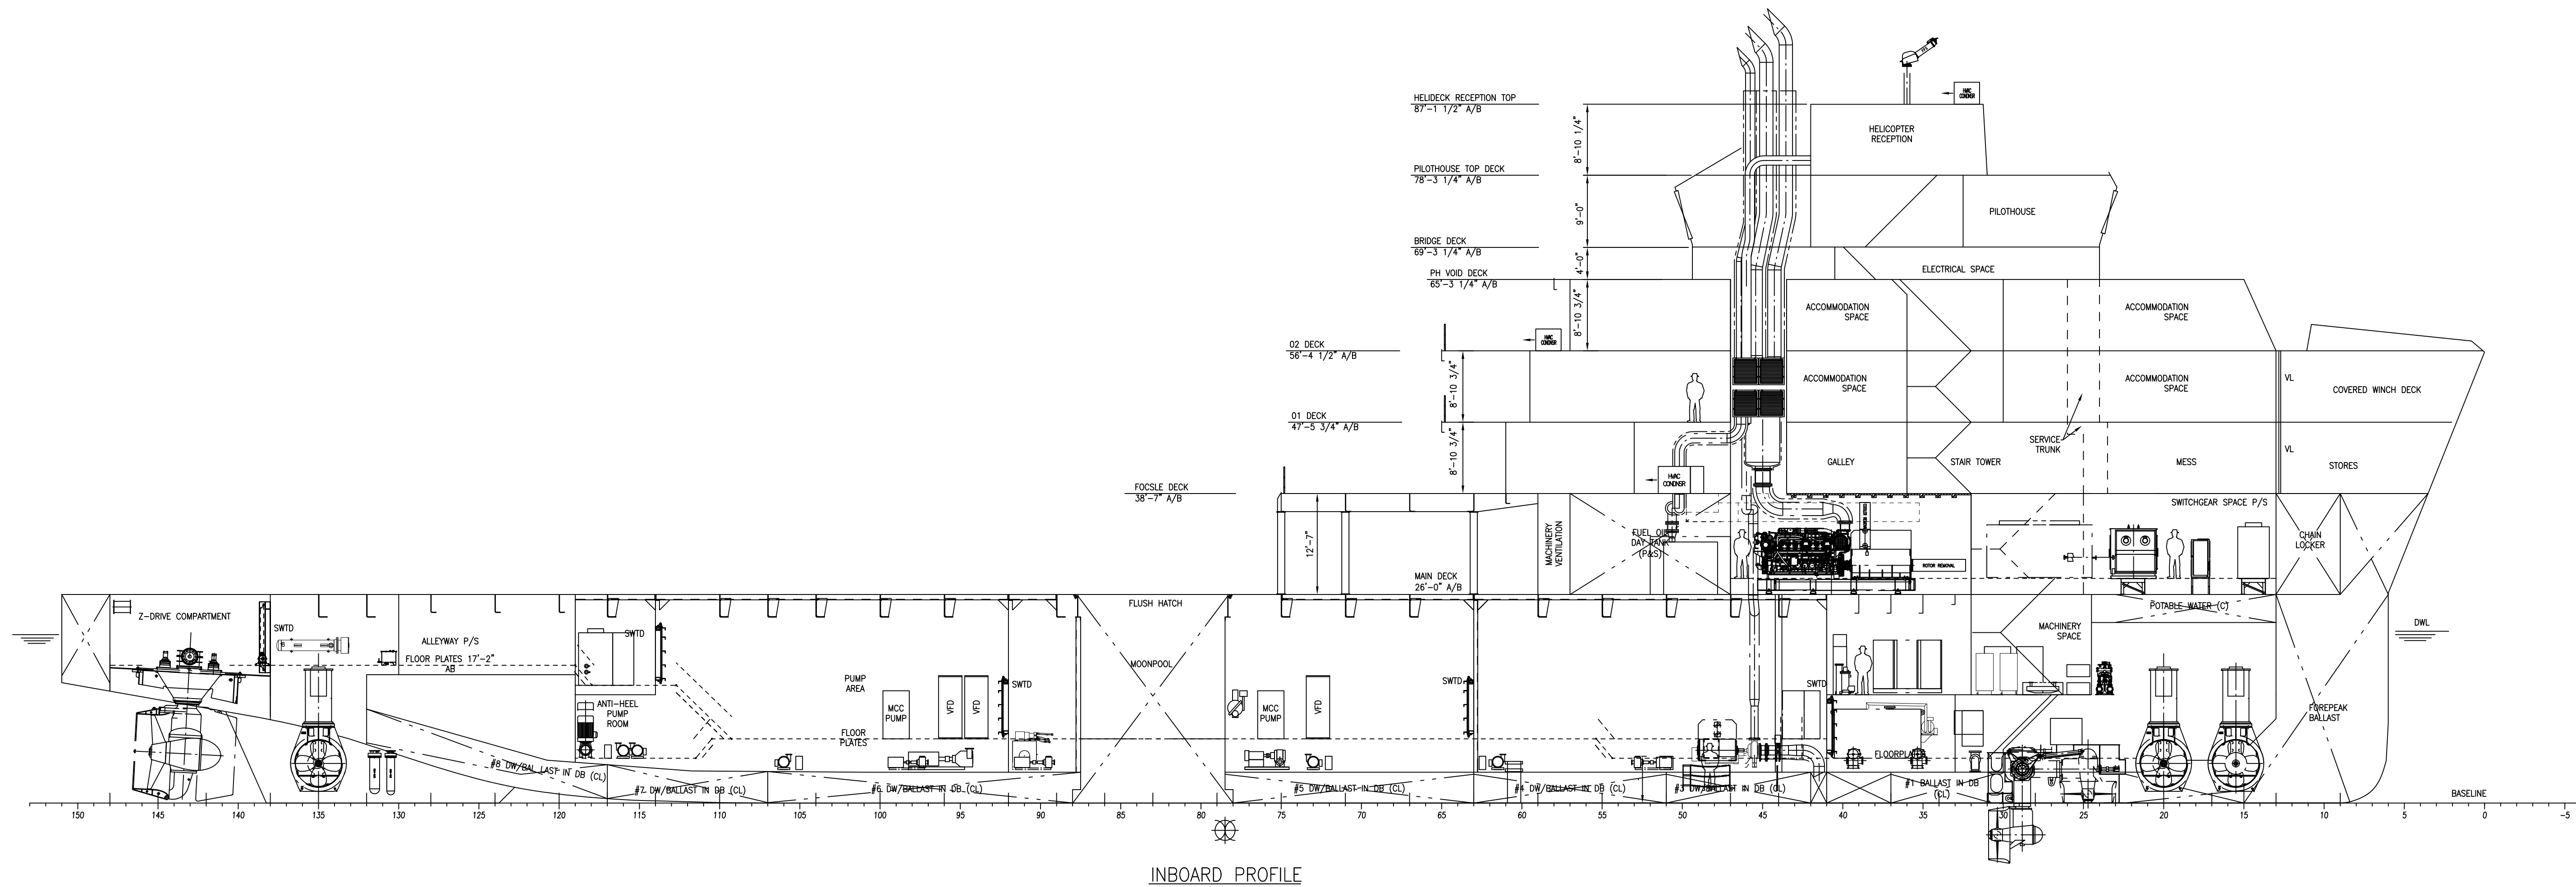 HELIDECK RECEPTION TOP
87'-1 1/2" A/B
HVAC
CONDNSR
HELICOPTER
RECEPTION
8'-10 1/4"
PILOTHOUSE TOP DECK
78'-3 1/4" A/B
9'-0"
PILOTHOUSE
BRIDGE DECK
69'-3 1/4" A/B
4'-0"
ELECTRICAL SPACE
PH VOID DECK
65'-3 1/4" A/B
8'-10 3/4"
ACCOMMODATION
SPACE
ACCOMMODATION
SPACE
HVAC
CONDNSR
02 DECK
56'-4 1/2" A/B
8'-10 3/4"
ACCOMMODATION
SPACE
ACCOMMODATION
SPACE
VL
COVERED WINCH DECK
01 DECK
47'-5 3/4" A/B
8'-10 3/4"
SERVICE
TRUNK
VL
GALLEY
STAIR TOWER
MESS
STORES
HVAC
CONDNSR
FOCSLE DECK
38'-7" A/B
12'-7"
MACHINERY
VENTILATION
FUEL OIL
DAY TANK
(P&S)
SWITCHGEAR SPACE P/S
CHAIN
LOCKER
ROTOR REMOVAL
MAIN DECK
26'-0" A/B
FLUSH HATCH
POTABLE WATER (C)
Z-DRIVE COMPARTMENT
SWTD
ALLEYWAY P/S
FLOOR PLATES 17'-2"
AB
SWTD
MACHINERY
SPACE
DWL
MOONPOOL
PUMP
AREA
SWTD
SWTD
SWTD
ANTI-HEEL
PUMP
ROOM
MCC
PUMP
VFD
VFD
MCC
PUMP
VFD
FOREPEAK
BALLAST
FLOOR
PLATES
FLOORPLA
#8 DW/BALLAST IN DB (CL)
#7 DW/BALLAST IN DB (CL)
#6 DW/BALLAST IN DB (CL)
#5 DW/BALLAST IN DB (CL)
#4 DW/BALLAST IN DB (CL)
#3 DW/BALLAST IN DB (CL)
#1 BALLAST IN DB
(CL)
BASELINE
150 145 140 135 130 125 120 115 110 105 100 95 90 85 80 75 70 65 60 55 50 45 40 35 30 25 20 15 10 5 0 -5
INBOARD PROFILE